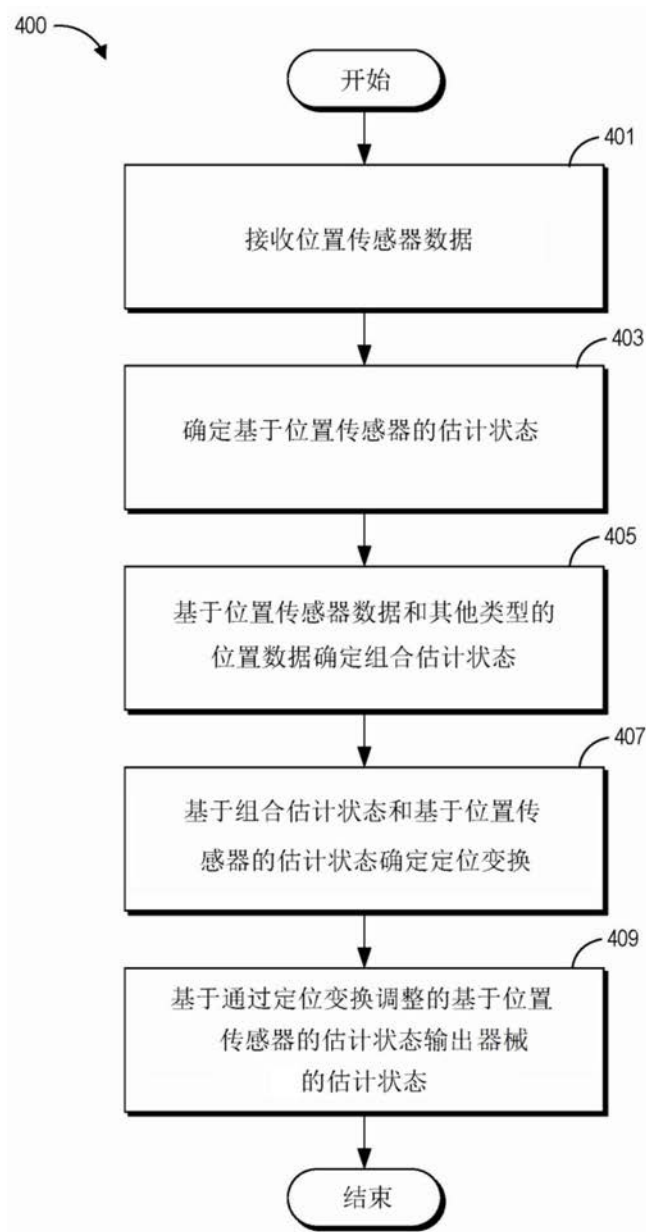 400
开始
401
接收位置传感器数据
403
确定基于位置传感器的估计状态
405
基于位置传感器数据和其他类型的
位置数据确定组合估计状态
407
基于组合估计状态和基于位置传
感器的估计状态确定定位变换
409
基于通过定位变换调整的基于位置
传感器的估计状态输出器械
的估计状态
结束